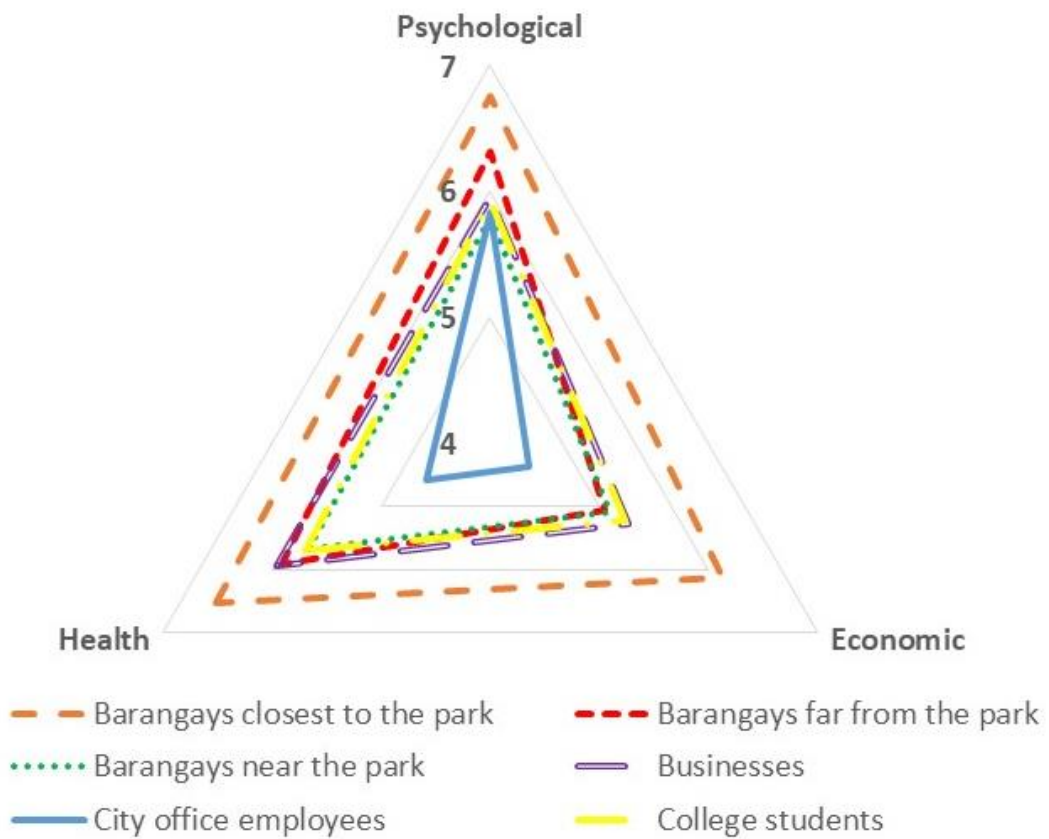 Psychological
7
6
5
4
Health
Economic
Barangays closest to the park
Barangays far from the park
Barangays near the park
Businesses
City office employees
College students